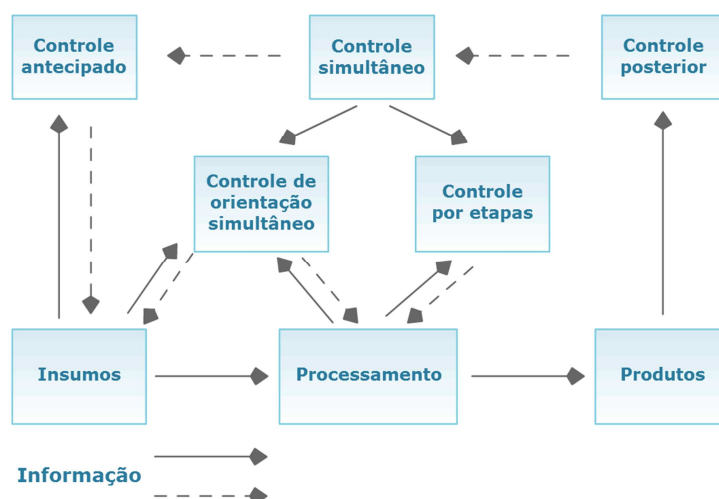 Controle
antecipado
Controle
simultâneo
Controle
posterior
Controle de
orientação
simultâneo
Controle
por etapas
Insumos
Processamento
Produtos
Informação